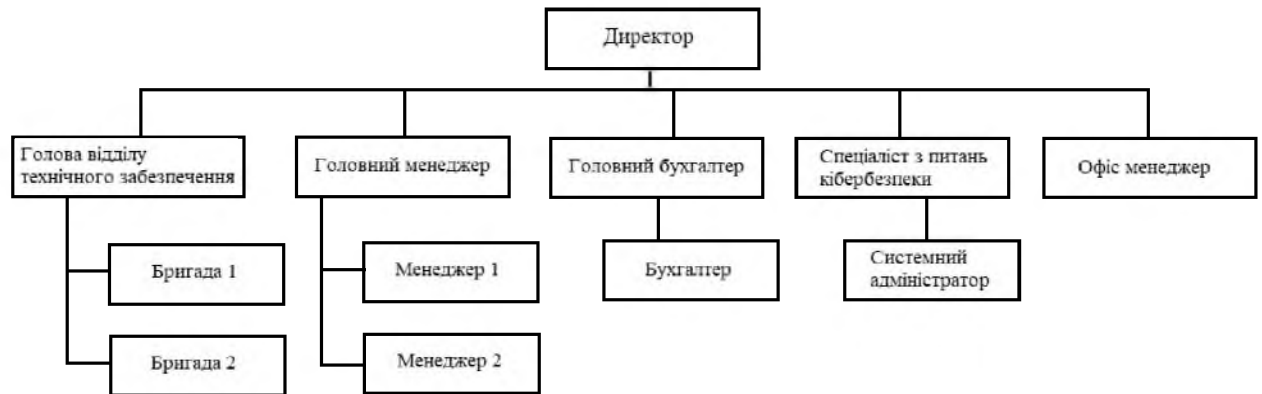 Директор
Голова відділу
технічного забезпечення
Головний менеджер
Головний бухгалтер
Спеціаліст з питань
кібербезпеки
Офіс менеджер
Бригада 1
Менеджер 1
Бухгалтер
Системний
адміністратор
Бригада 2
Менеджер 2